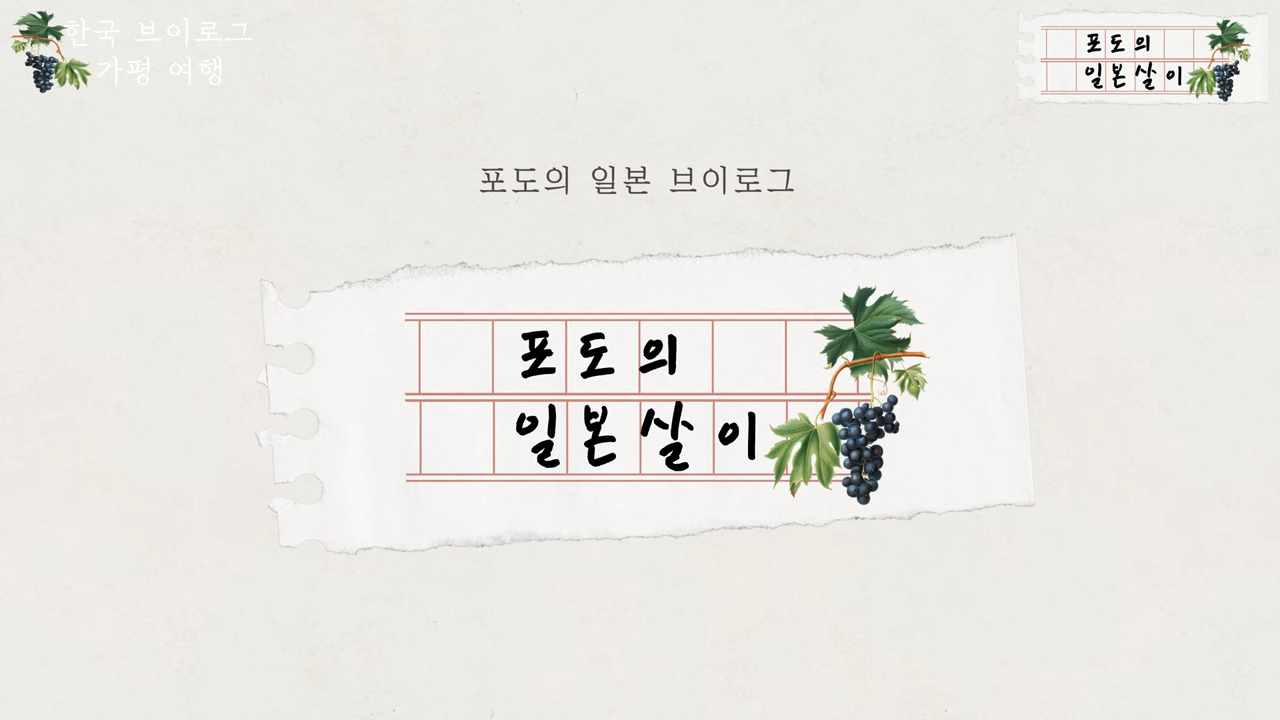 한국 브이로그
가평 여행
포도의
일본살이
포도의 일본 브이로그
포도의
일본살이